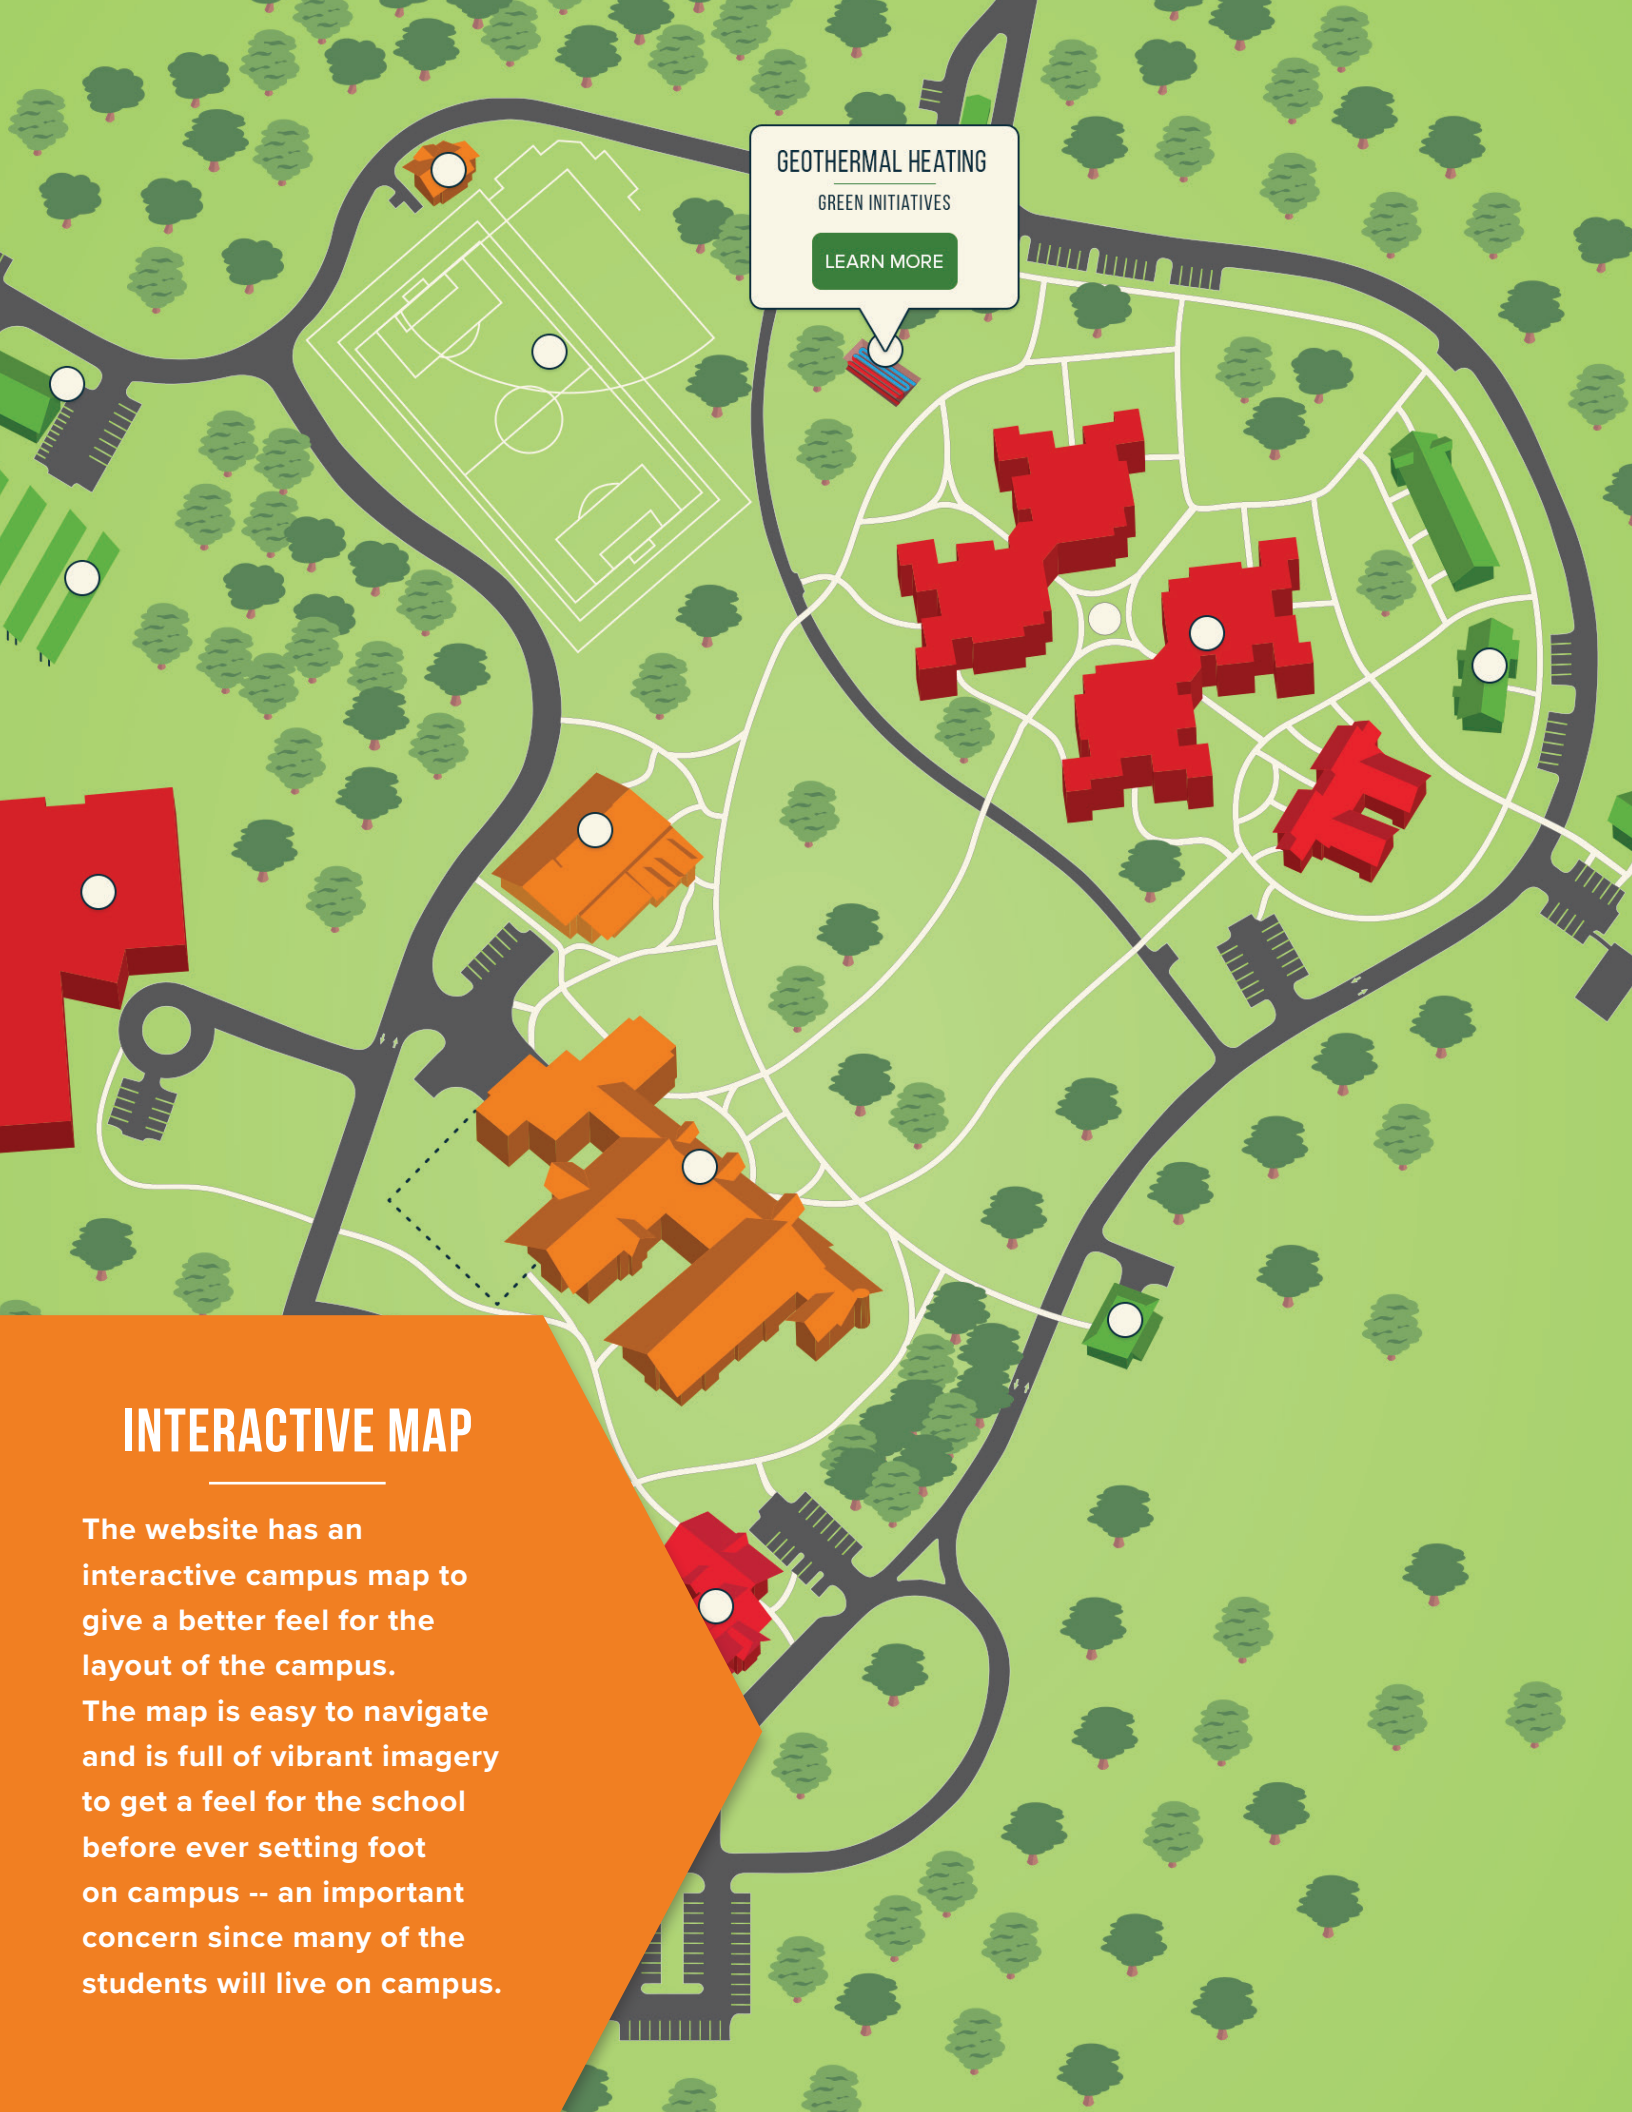 GEOTHERMAL HEATING
GREEN INITIATIVES
LEARN MORE
INTERACTIVE MAP
The website has an
interactive campus map to
give a better feel for the
layout of the campus.
The map is easy to navigate
and is full of vibrant imagery
to get a feel for the school
before ever setting foot
on campus -- an important
concern since many of the
students will live on campus.